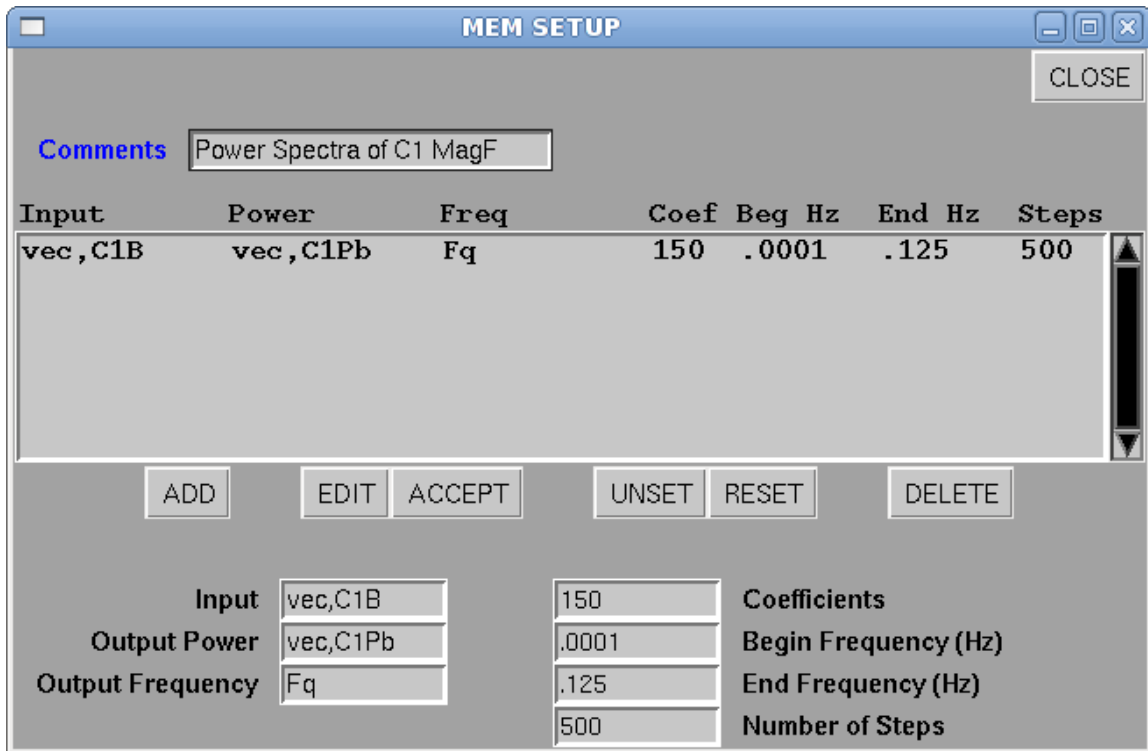 MEM SETUP
CLOSE
Comments Power Spectra of C1 MagF
Input Power Freq Coef Beg Hz End Hz Steps
vec,C1B vec,C1Pb Fq 150 .0001 .125 500
ADD EDIT ACCEPT UNSET RESET DELETE
Input vec,C1B 150 Coefficients
Output Power vec,C1Pb .0001 Begin Frequency (Hz)
Output Frequency Fq .125 End Frequency (Hz)
500 Number of Steps